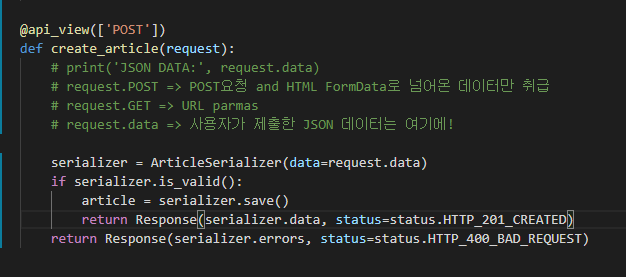 @api_view(['POST'])
def create_article(request):
# print('JSON DATA:', request.data)
# request.POST => POST요청 and HTML FormData로 넘어온 데이터만 취급
# request.GET => URL parmas
# request.data => 사용자가 제출한 JSON 데이터는 여기에!
serializer = ArticleSerializer(data=request.data)
if serializer.is_valid():
article = serializer.save()
return Response(serializer.data, status=status.HTTP_201_CREATED)
return Response(serializer.errors, status=status.HTTP_400_BAD_REQUEST)